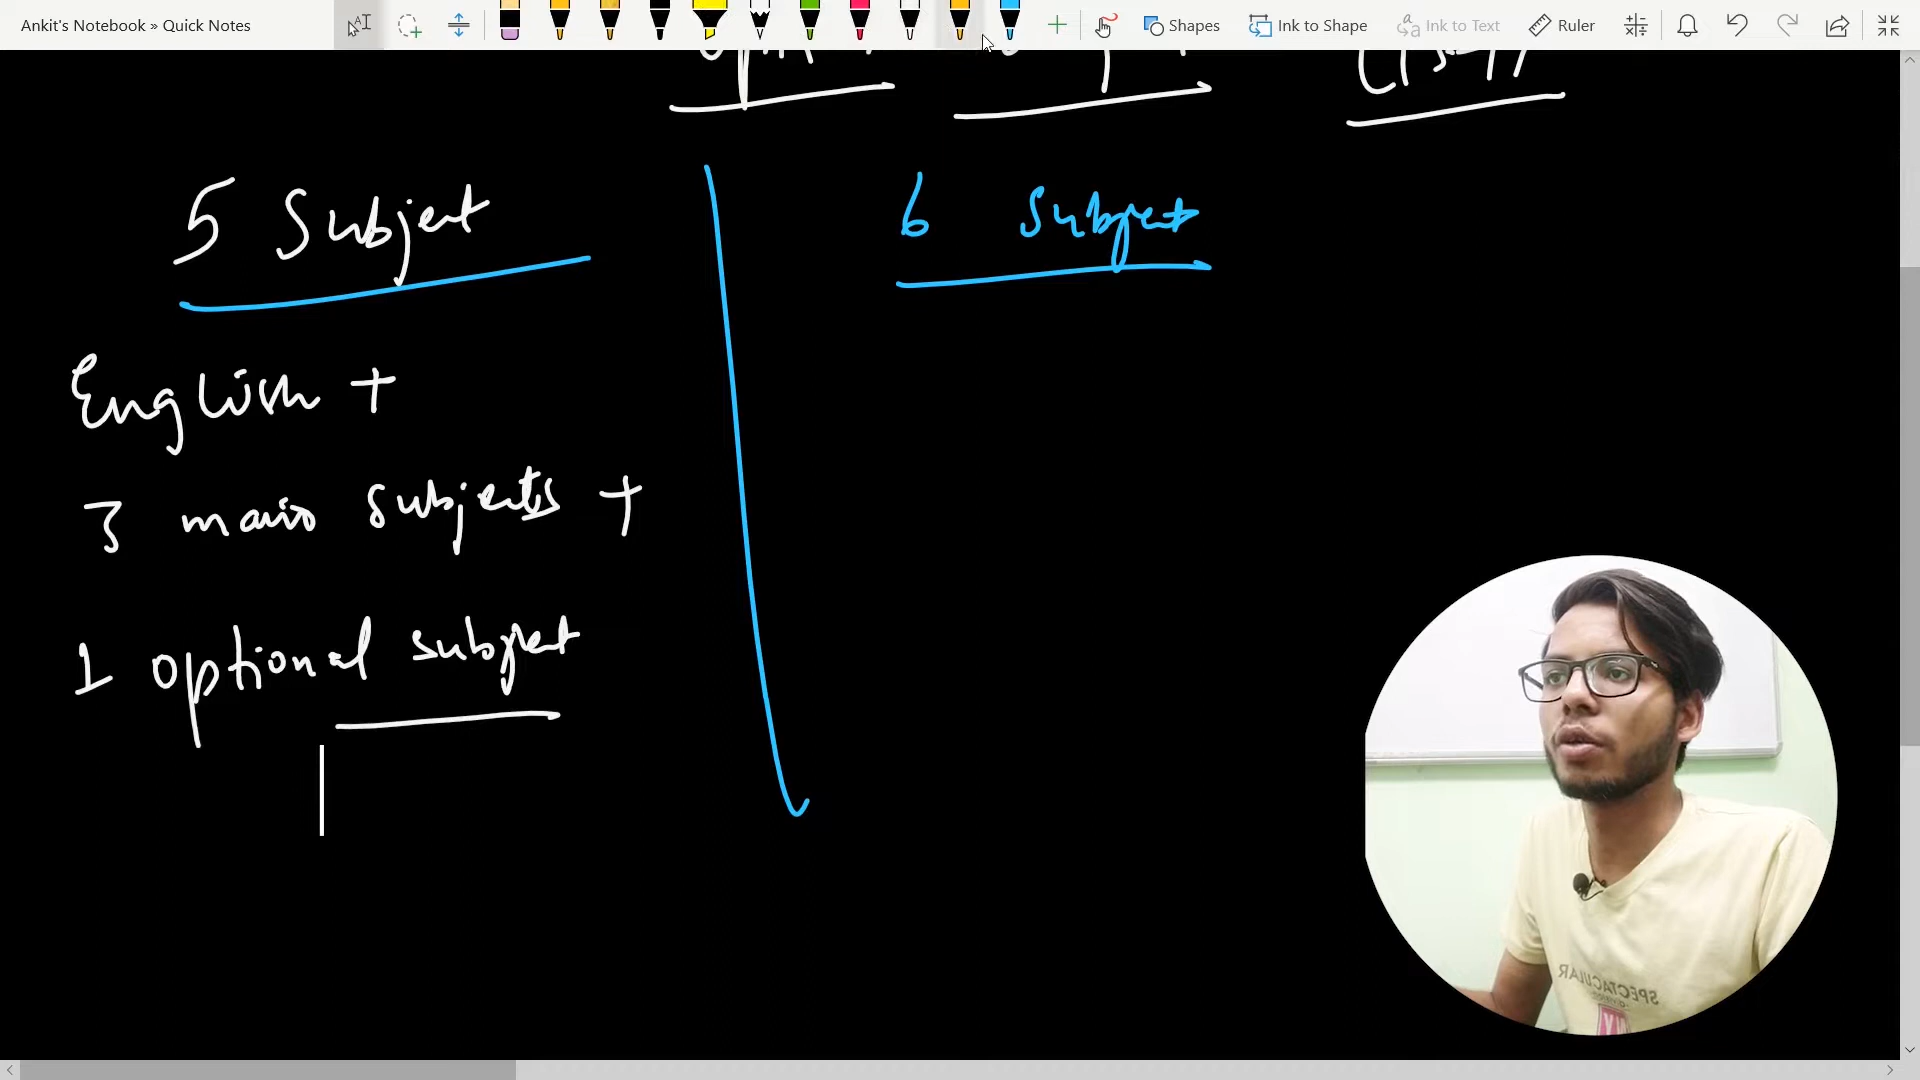 Ankit's Notebook » Quick Notes
Shapes
Ink to Shape
Ink to Text
Ruler
5 Subject
6 Subject
English +
3 main subjects +
1 optional subject
SPECTACULAR